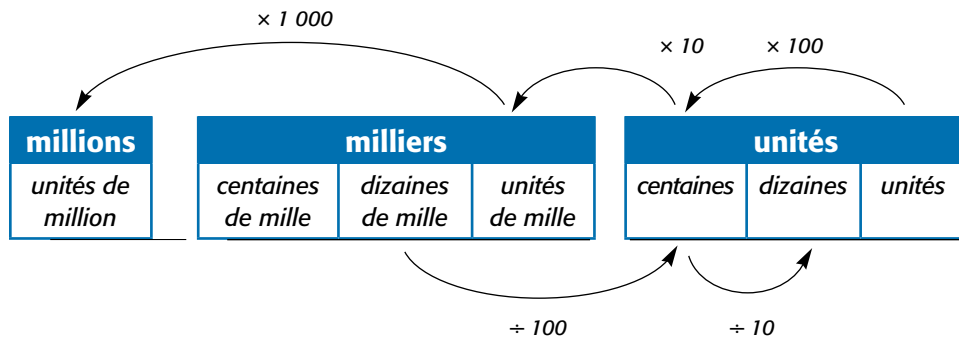 × 1 000
× 10
× 100
millions
milliers
unités
unités de
million
centaines
de mille
dizaines
de mille
unités
de mille
centaines
dizaines
unités
÷ 100
÷ 10